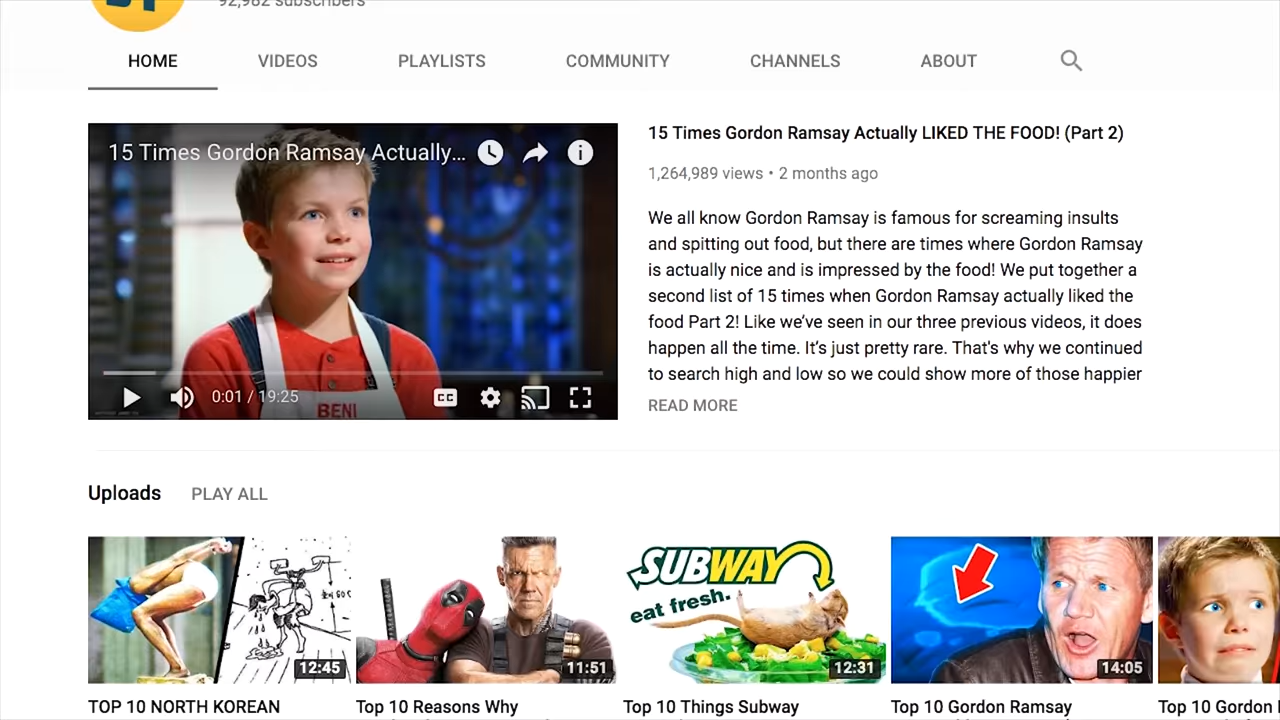 92,982 subscribers
HOME VIDEOS PLAYLISTS COMMUNITY CHANNELS ABOUT
15 Times Gordon Ramsay Actually...
BENI
0:01 / 19:25
CC
15 Times Gordon Ramsay Actually LIKED THE FOOD! (Part 2)
1,264,989 views • 2 months ago
We all know Gordon Ramsay is famous for screaming insults
and spitting out food, but there are times where Gordon Ramsay
is actually nice and is impressed by the food! We put together a
second list of 15 times when Gordon Ramsay actually liked the
food Part 2! Like we've seen in our three previous videos, it does
happen all the time. It's just pretty rare. That's why we continued
to search high and low so we could show more of those happier
READ MORE
Uploads PLAY ALL
12:45
11:51
SUBWAY
eat fresh.
12:31
14:05
TOP 10 NORTH KOREAN
Top 10 Reasons Why
Top 10 Things Subway
Top 10 Gordon Ramsay
Top 10 Gordon